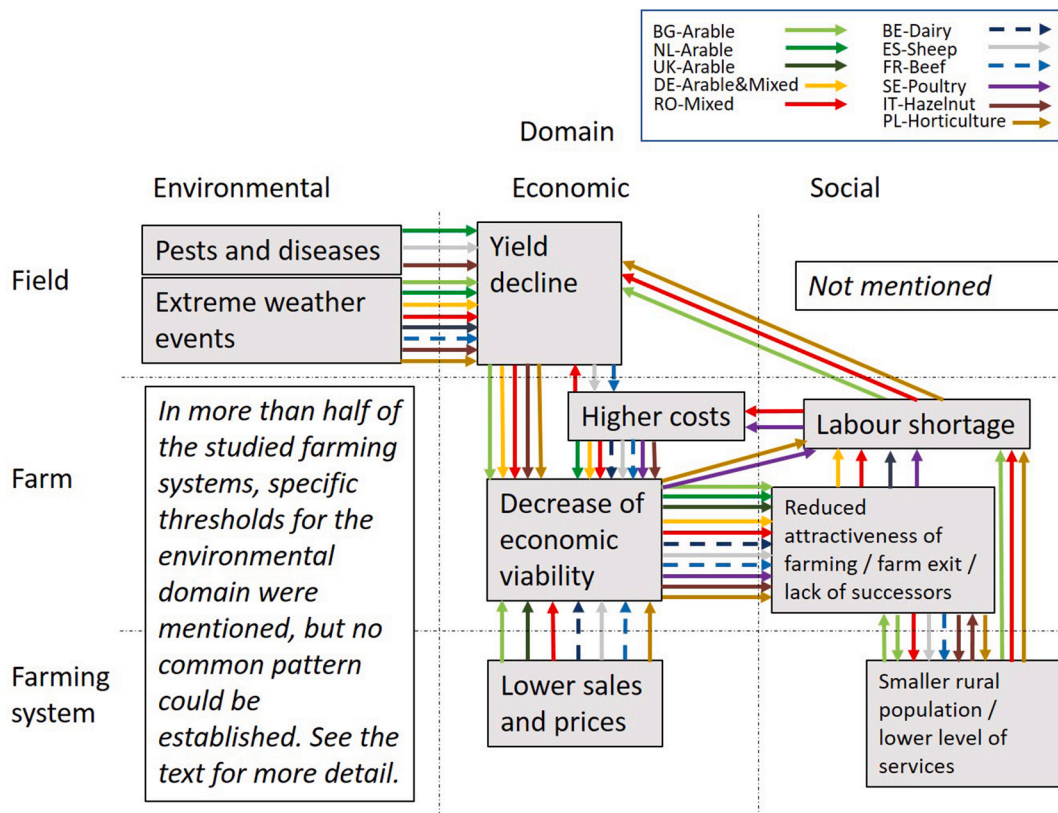 BG-Arable
NL-Arable
UK-Arable
DE-Arable&Mixed
RO-Mixed
BE-Dairy
ES-Sheep
FR-Beef
SE-Poultry
IT-Hazelnut
PL-Horticulture
Domain
Environmental
Economic
Social
Field
Pests and diseases
Extreme weather
events
Yield
decline
Not mentioned
Farm
In more than half of
the studied farming
systems, specific
thresholds for the
environmental
domain were
mentioned, but no
common pattern
could be
established. See the
text for more detail.
Higher costs
Labour shortage
Decrease of
economic
viability
Reduced
attractiveness of
farming / farm exit /
lack of successors
Farming
system
Lower sales
and prices
Smaller rural
population /
lower level of
services